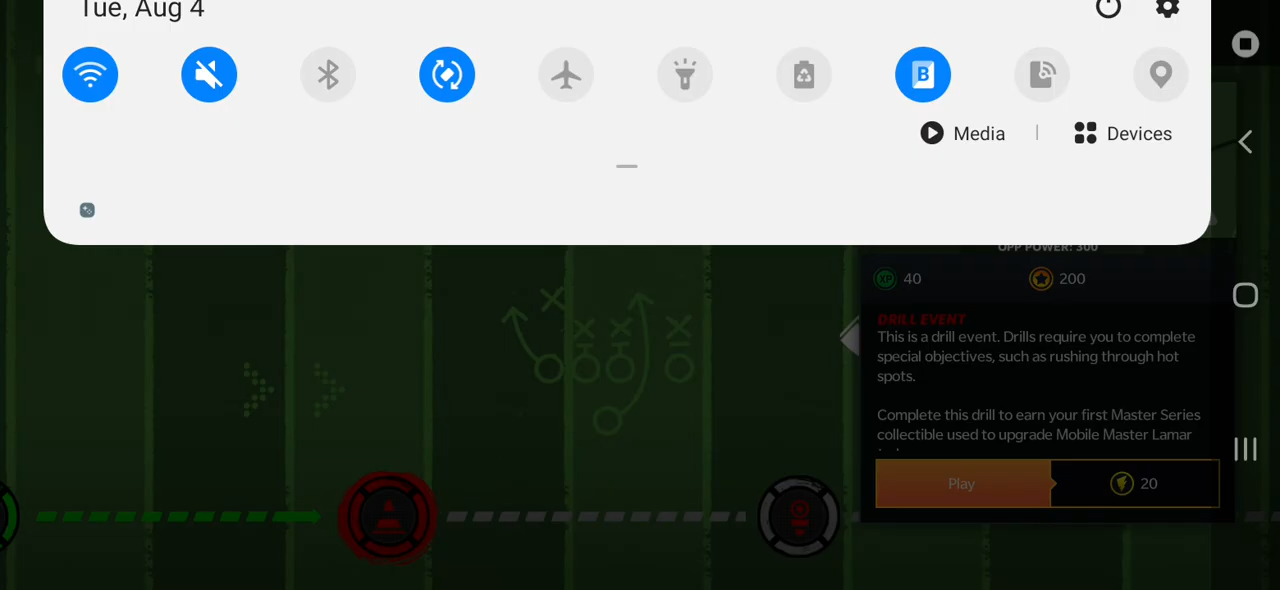 Tue, Aug 4
B
Media
Devices
OPP POWER: 300
XP 40
200
DRILL EVENT
This is a drill event. Drills require you to complete
special objectives, such as rushing through hot
spots.
Complete this drill to earn your first Master Series
collectible used to upgrade Mobile Master Lamar
Play
20